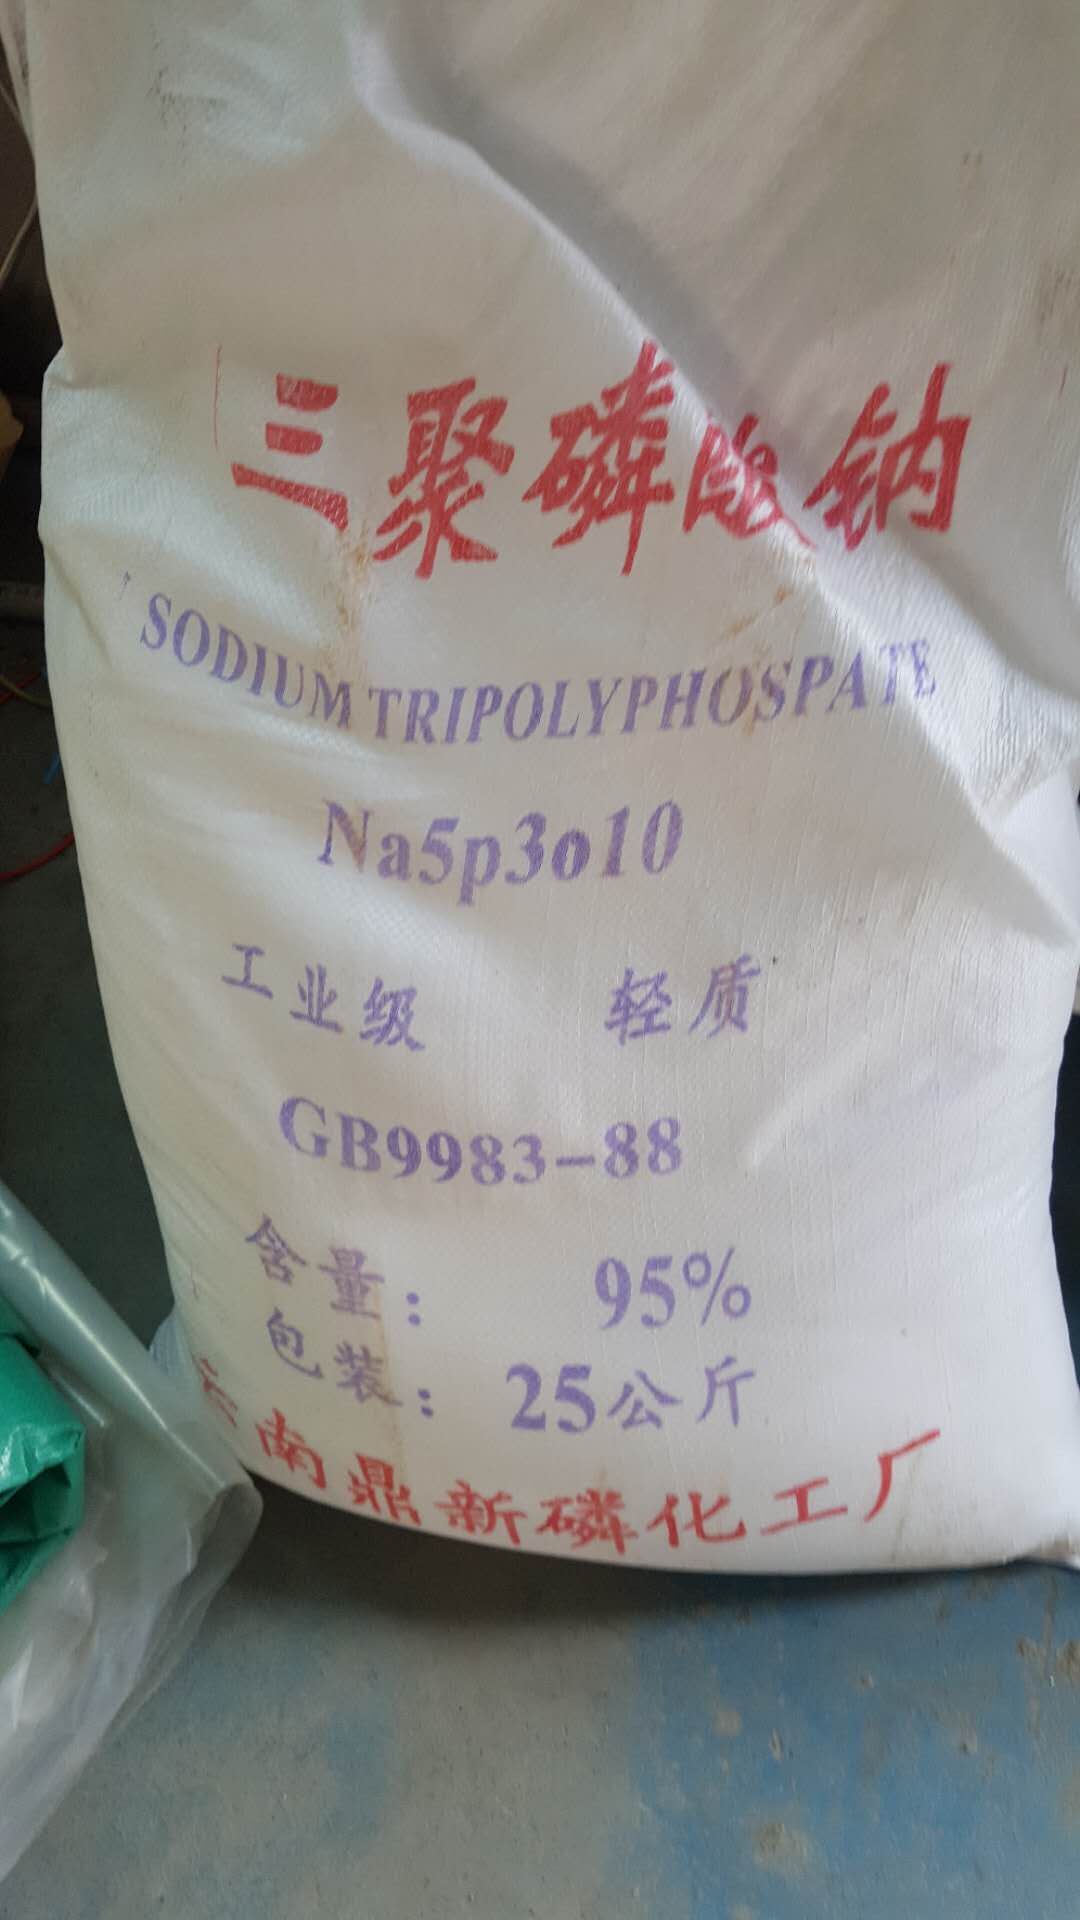 三聚磷酸钠
SODIUM TRIPOLYPHOSPATE
Na5p3o10
工业级 轻质
GB9983-88
含量: 95%
包装: 25公斤
云南鼎新磷化工厂